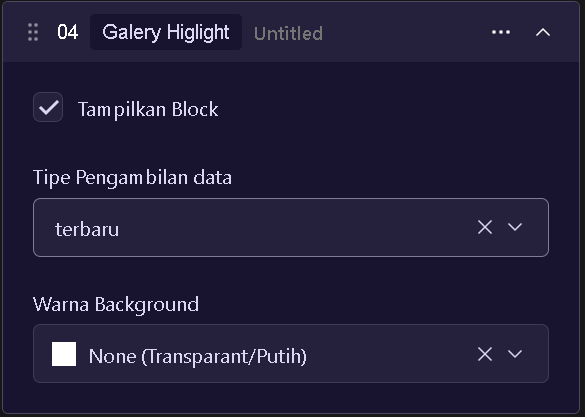 04 Galery Higlight Untitled
Tampilkan Block
Tipe Pengambilan data
terbaru
Warna Background
None (Transparant/Putih)